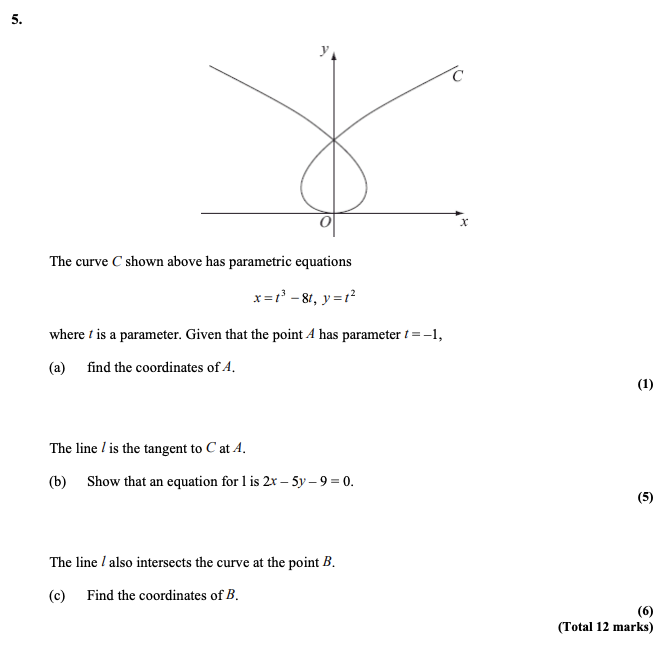 5.
y
C
O
x
The curve C shown above has parametric equations
x = t³ – 8t, y = t²
where t is a parameter. Given that the point A has parameter t = –1,
(a) find the coordinates of A.
(1)
The line l is the tangent to C at A.
(b) Show that an equation for l is 2x – 5y – 9 = 0.
(5)
The line l also intersects the curve at the point B.
(c) Find the coordinates of B.
(6)
(Total 12 marks)